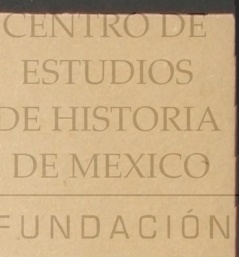 CENTRO DE
ESTUDIOS
DE HISTORIA
DE MEXICO
FUNDACIÓN